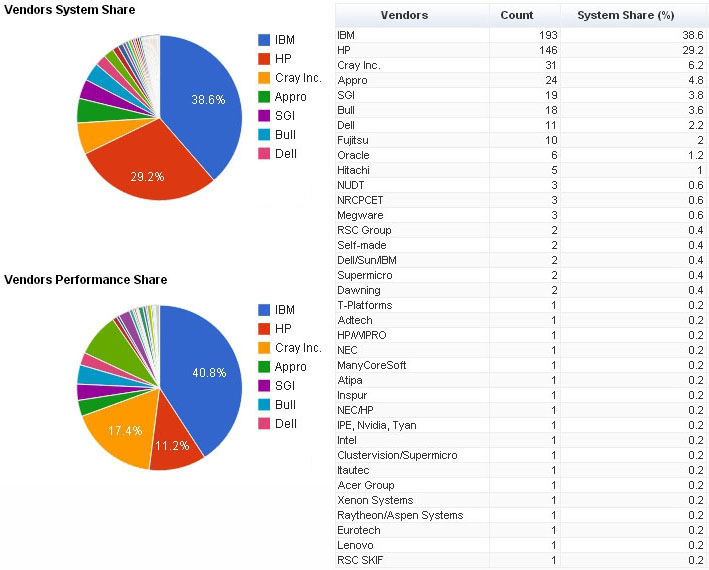 Vendors System Share
38.6%
29.2%
IBM
HP
Cray Inc.
Appro
SGI
Bull
Dell
Vendors Performance Share
40.8%
11.2%
17.4%
IBM
HP
Cray Inc.
Appro
SGI
Bull
Dell
Vendors Count System Share (%)
IBM 193 38.6
HP 146 29.2
Cray Inc. 31 6.2
Appro 24 4.8
SGI 19 3.8
Bull 18 3.6
Dell 11 2.2
Fujitsu 10 2
Oracle 6 1.2
Hitachi 5 1
NUDT 3 0.6
NRCPCET 3 0.6
Megware 3 0.6
RSC Group 2 0.4
Self-made 2 0.4
Dell/Sun/IBM 2 0.4
Supermicro 2 0.4
Dawning 2 0.4
T-Platforms 1 0.2
Adtech 1 0.2
HP/WIPRO 1 0.2
NEC 1 0.2
ManyCoreSoft 1 0.2
Atipa 1 0.2
Inspur 1 0.2
NEC/HP 1 0.2
IPE, Nvidia, Tyan 1 0.2
Intel 1 0.2
Clustervision/Supermicro 1 0.2
Itautec 1 0.2
Acer Group 1 0.2
Xenon Systems 1 0.2
Raytheon/Aspen Systems 1 0.2
Eurotech 1 0.2
Lenovo 1 0.2
RSC SKIF 1 0.2